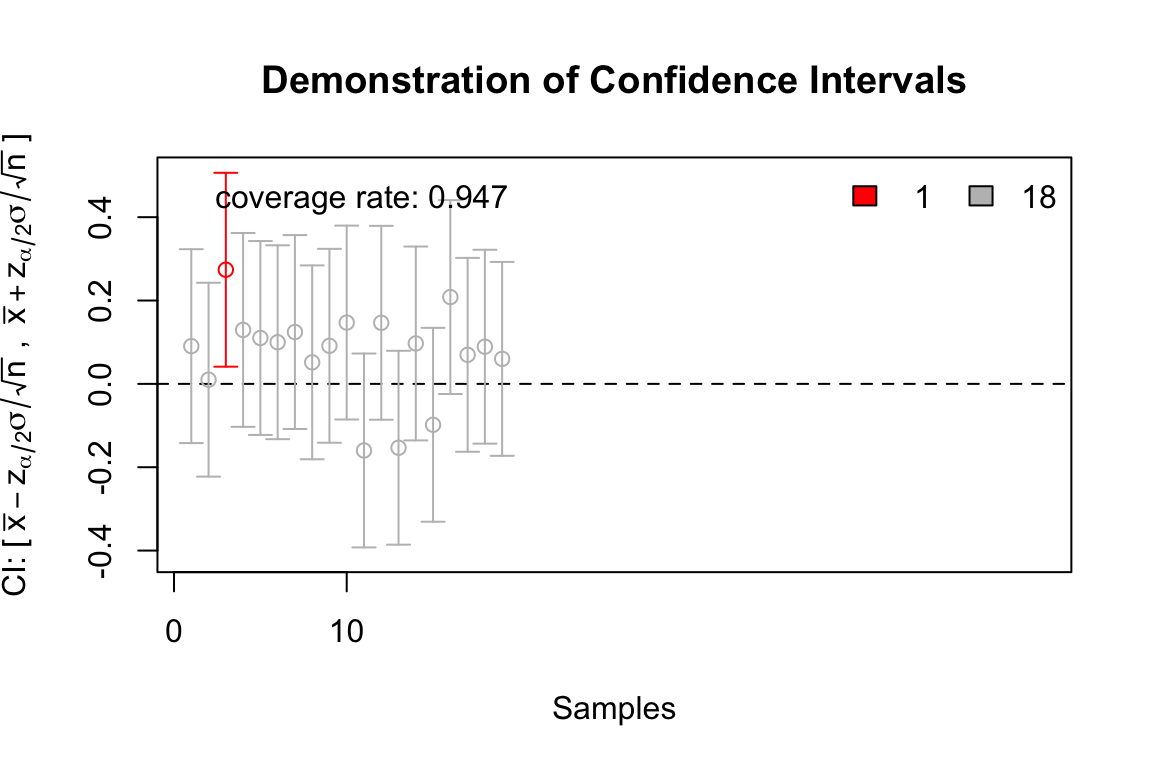 Demonstration of Confidence Intervals
coverage rate: 0.947
1 18
CI: [ x̅ − zα/2σ/√n , x̅ + zα/2σ/√n ]
0.4
0.2
0.0
-0.2
-0.4
0 10
Samples